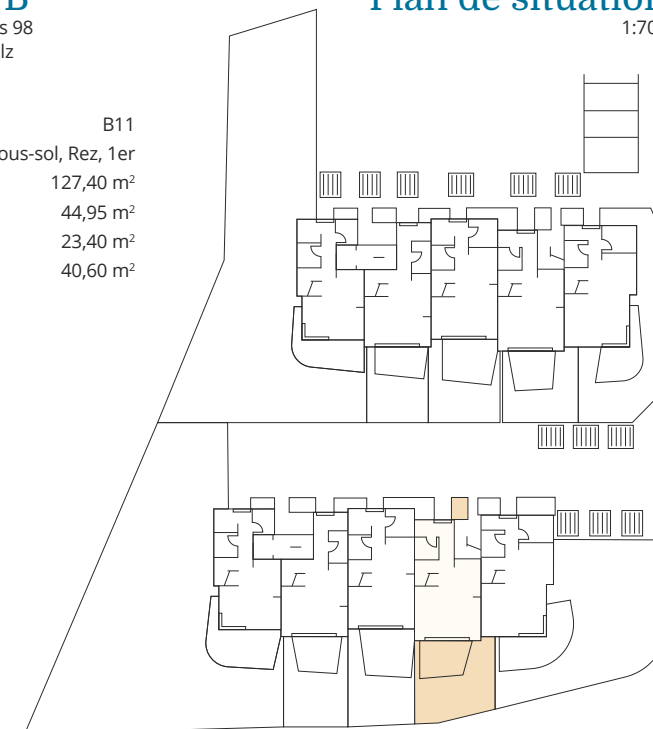 B
Plan de situation
s 98
1:70
lz
B11
ous-sol, Rez, 1er
127,40 m²
44,95 m²
23,40 m²
40,60 m²